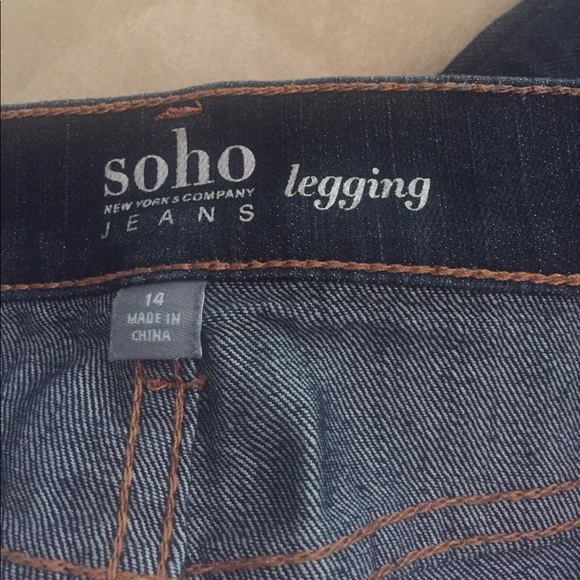 soho legging
NEW YORK & COMPANY
JEANS
14
MADE IN
CHINA